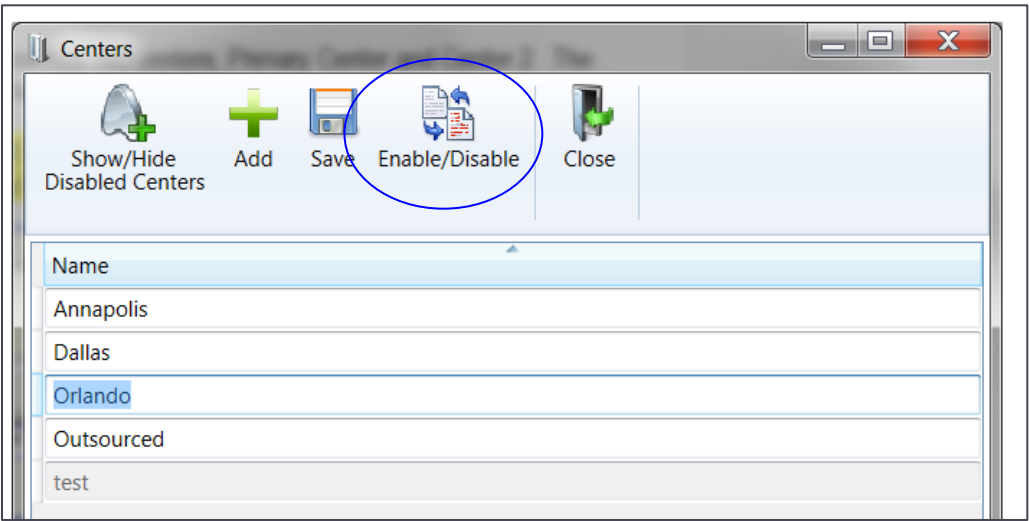 Centers
Show/Hide
Disabled Centers
Add
Save
Enable/Disable
Close
Name
Annapolis
Dallas
Orlando
Outsourced
test